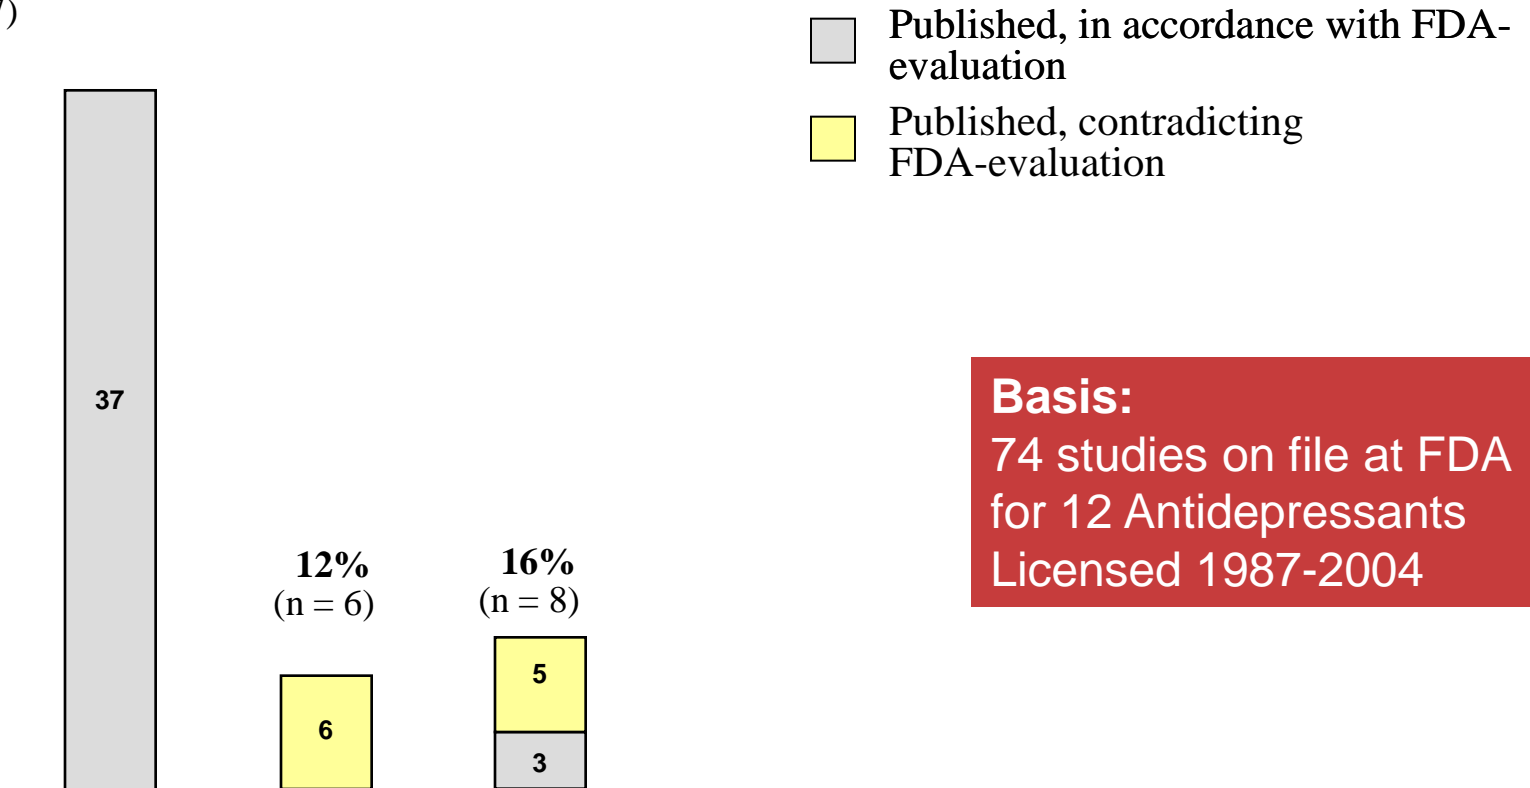 )
Published, in accordance with FDA-
evaluation
Published, contradicting
FDA-evaluation
37
Basis:
74 studies on file at FDA
for 12 Antidepressants
Licensed 1987-2004
12%
(n = 6)
16%
(n = 8)
6
5
3